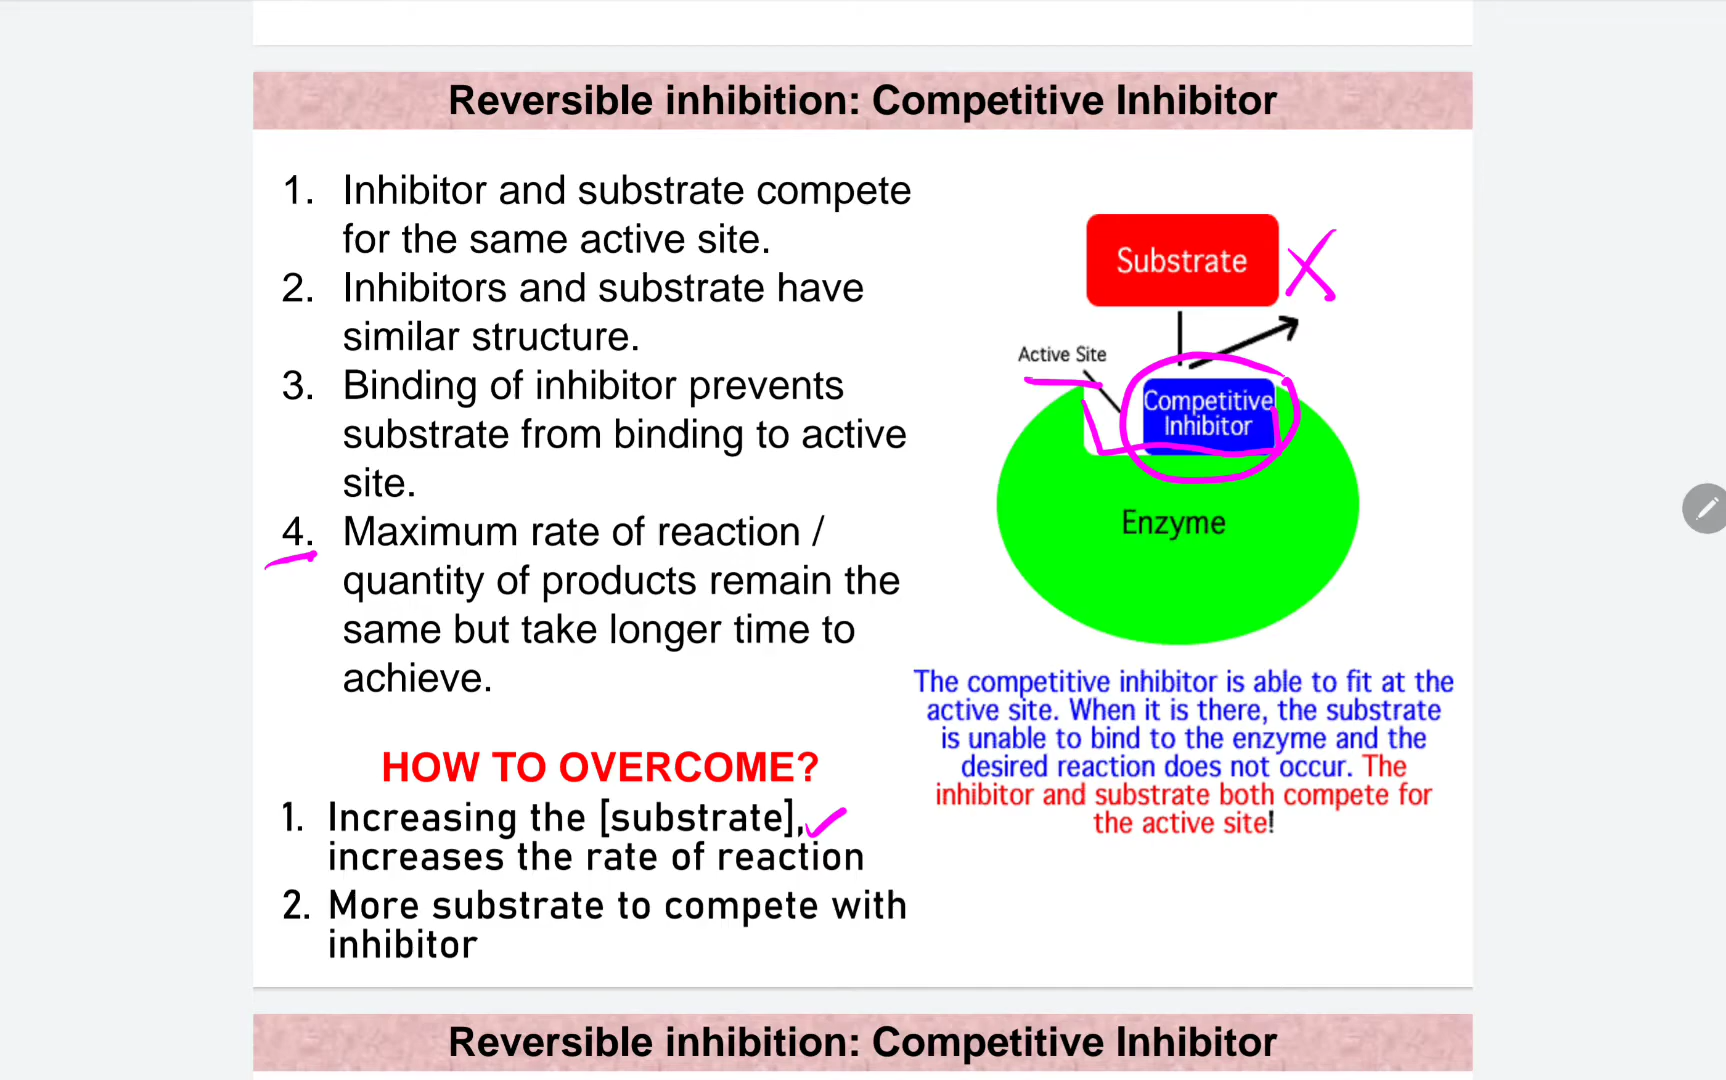 Reversible inhibition: Competitive Inhibitor
1. Inhibitor and substrate compete
for the same active site.
2. Inhibitors and substrate have
similar structure.
3. Binding of inhibitor prevents
substrate from binding to active
site.
4. Maximum rate of reaction /
quantity of products remain the
same but take longer time to
achieve.
HOW TO OVERCOME?
1. Increasing the [substrate],
increases the rate of reaction
2. More substrate to compete with
inhibitor
Substrate
Active Site
Competitive
Inhibitor
Enzyme
The competitive inhibitor is able to fit at the
active site. When it is there, the substrate
is unable to bind to the enzyme and the
desired reaction does not occur. The
inhibitor and substrate both compete for
the active site!
Reversible inhibition: Competitive Inhibitor